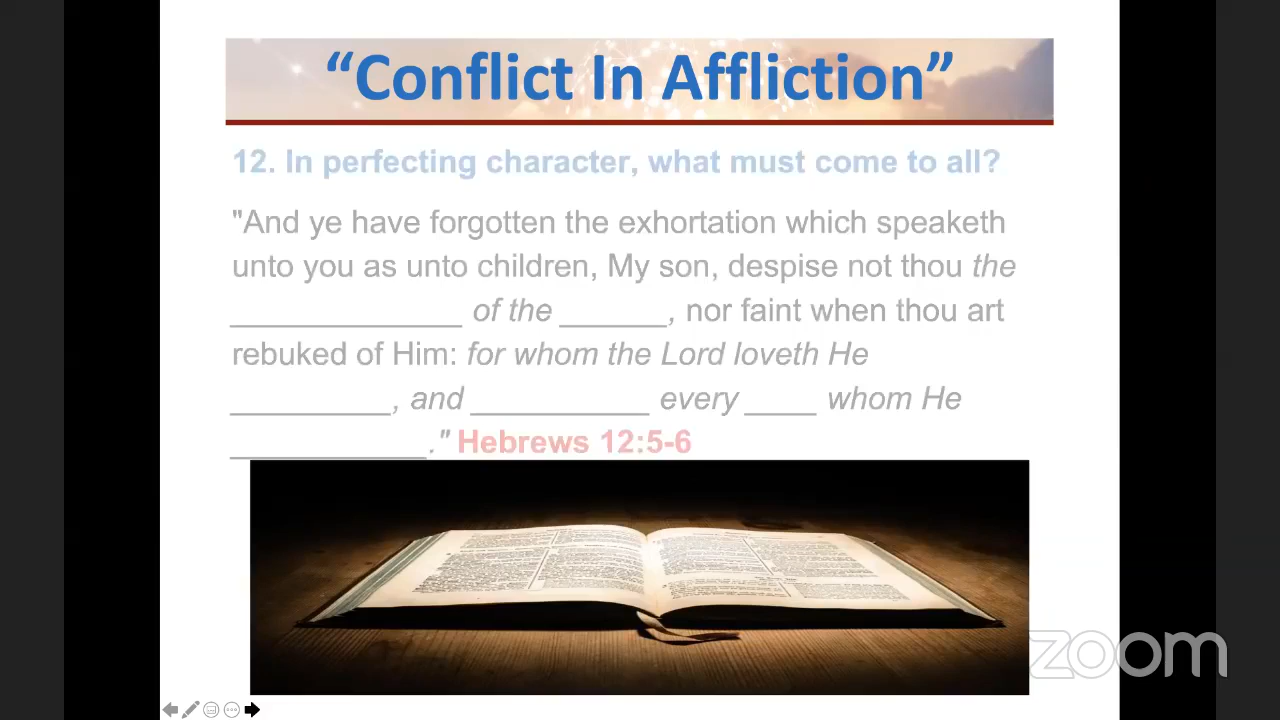 “Conflict In Affliction”
12. In perfecting character, what must come to all?
"And ye have forgotten the exhortation which speaketh
unto you as unto children, My son, despise not thou the
_____________ of the ______, nor faint when thou art
rebuked of Him: for whom the Lord loveth He
_________, and __________ every ____ whom He
___________." Hebrews 12:5-6
zoom